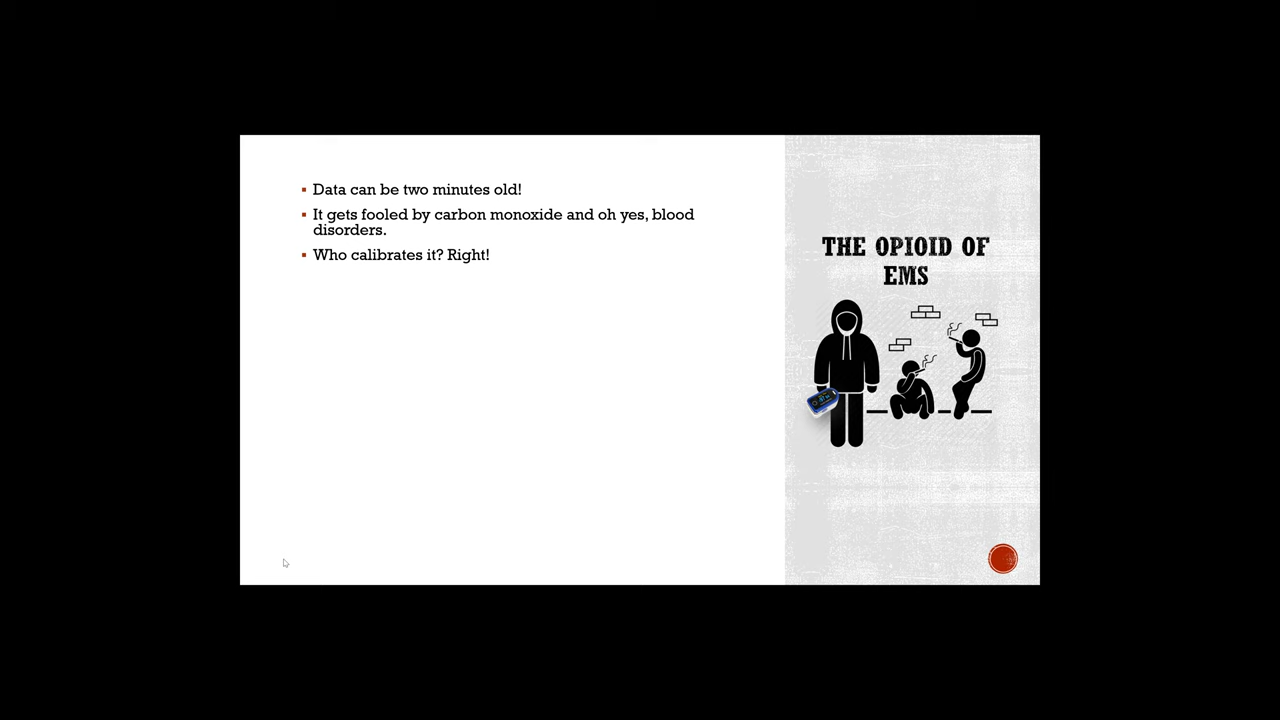 Data can be two minutes old!
It gets fooled by carbon monoxide and oh yes, blood
disorders.
Who calibrates it? Right!
THE OPIOID OF
EMS